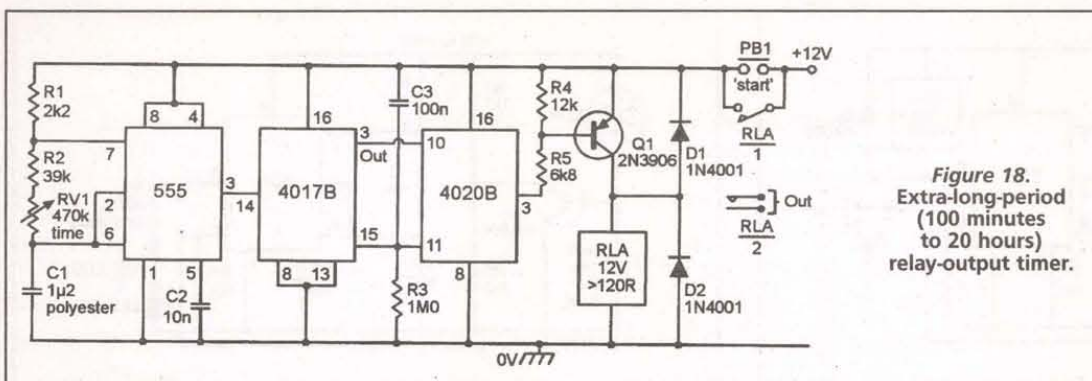 PB1
+12V
'start'
RLA
1
R1
2k2
C3
100n
R4
12k
8 4
16
16
3
Out
10
Q1
2N3906
D1
1N4001
7
R2
39k
RV1
470k
time
2
6
555
3
14
4017B
4020B
3
R5
6k8
15
11
Out
RLA
2
C1
1µ2
polyester
1
5
C2
10n
8 13
R3
1M0
8
RLA
12V
>120R
D2
1N4001
0V
Figure 18.
Extra-long-period
(100 minutes
to 20 hours)
relay-output timer.